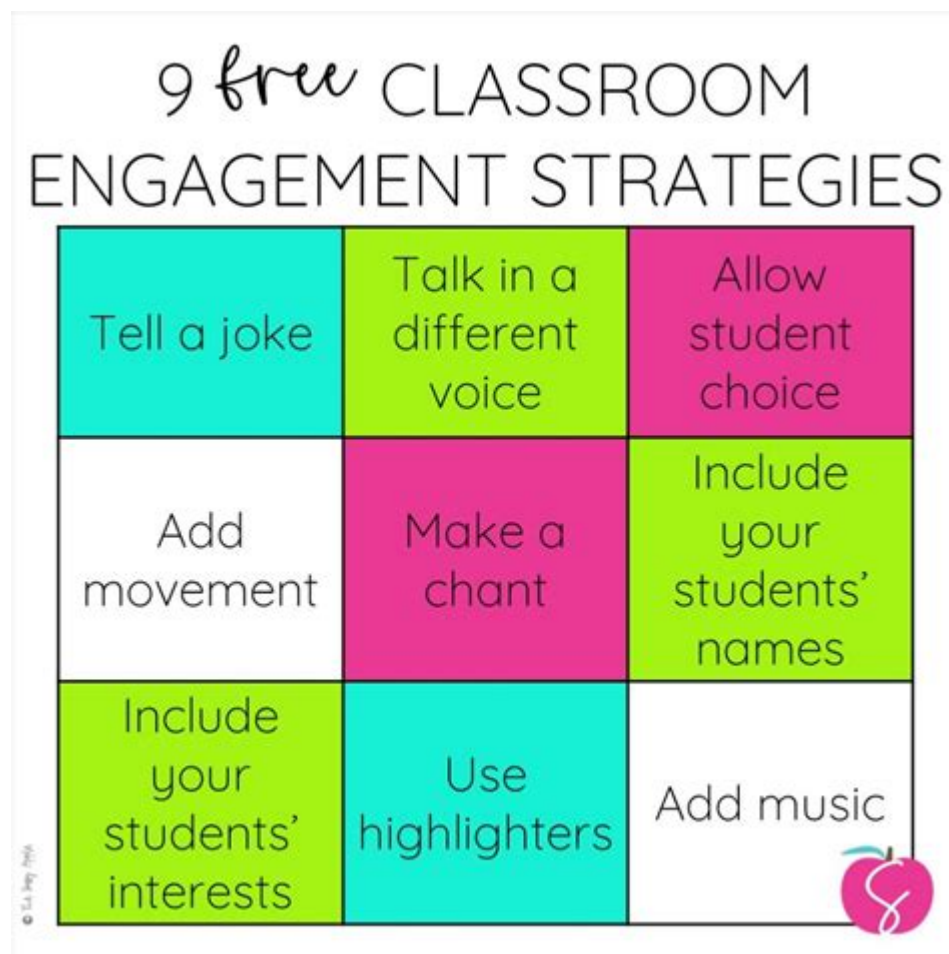 9 free CLASSROOM
ENGAGEMENT STRATEGIES
Tell a joke
Talk in a
different
voice
Allow
student
choice
Add
movement
Make a
chant
Include
your
students’
names
Include
your
students’
interests
Use
highlighters
Add music
S